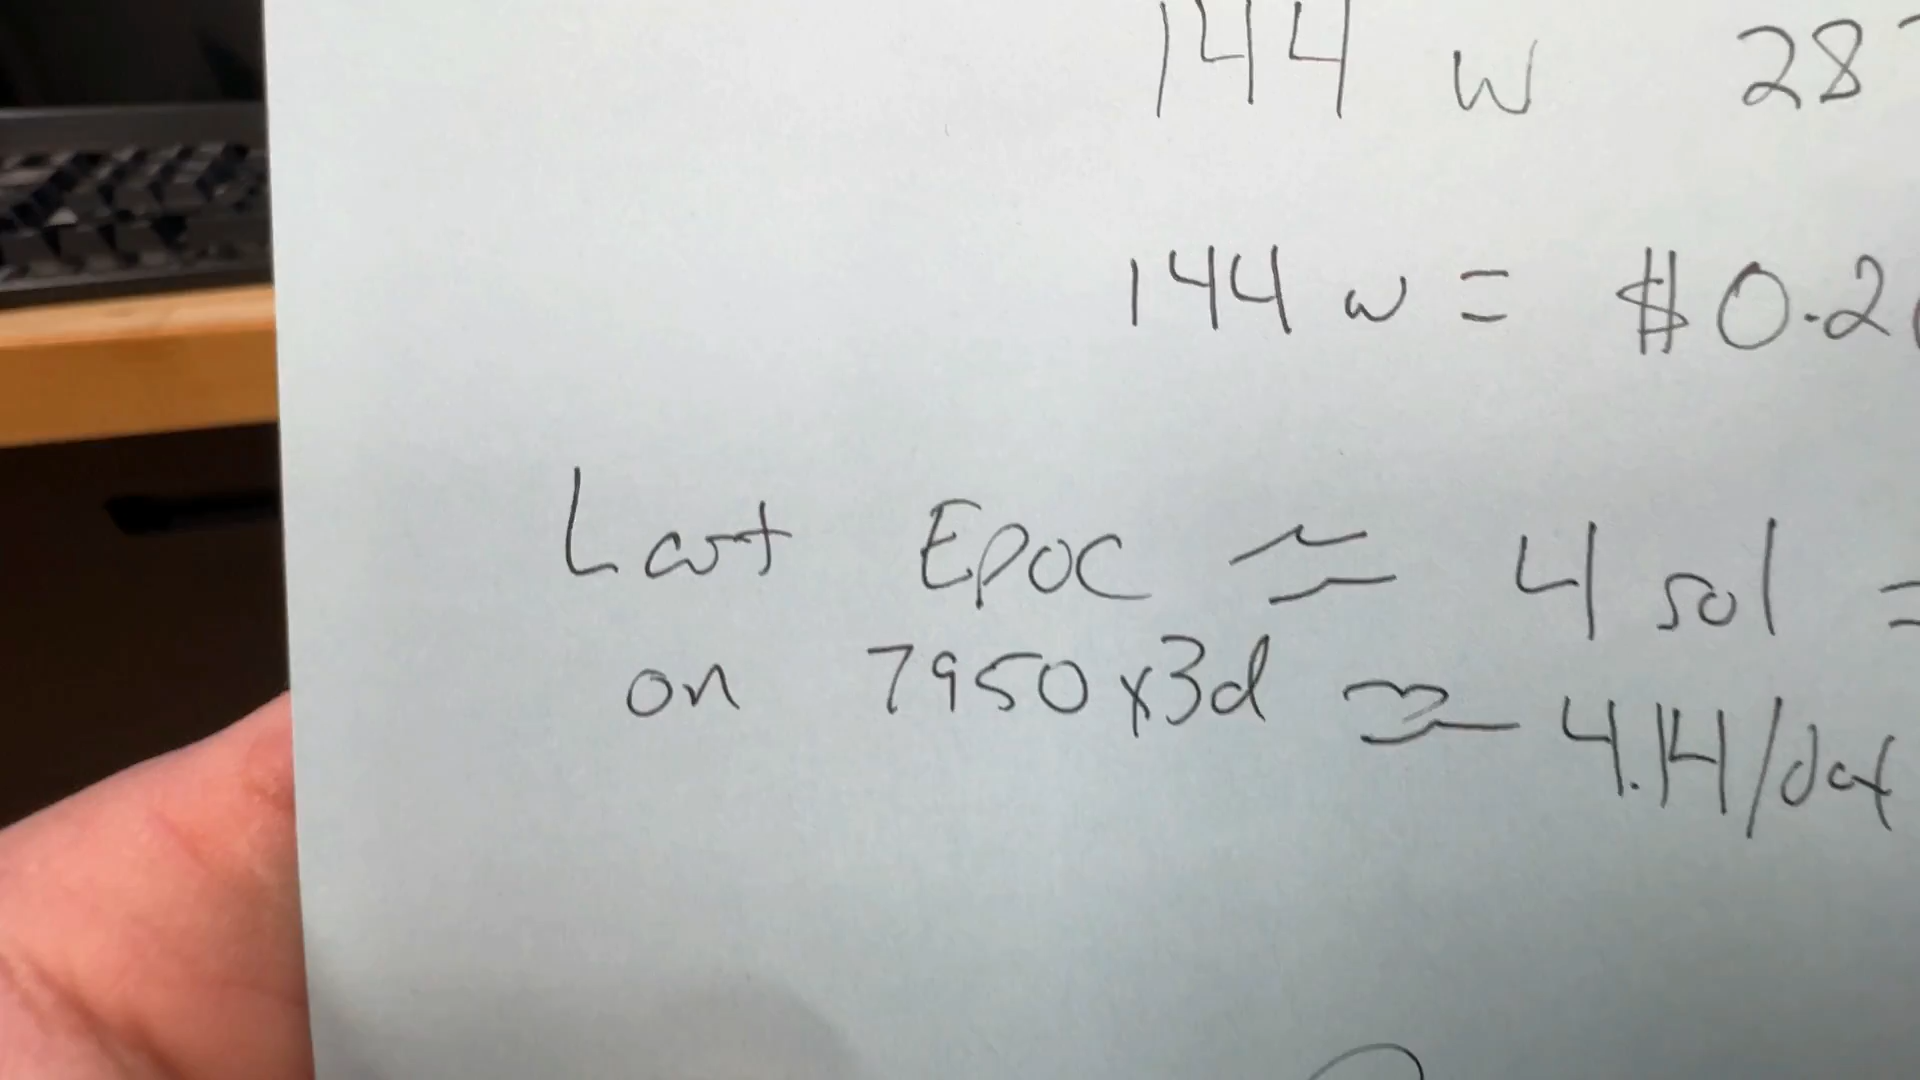 144 W 28
144 w = $0.2
Last EPOC ≈ 4 sol =
on 7950x3d ≈ 4.14/day